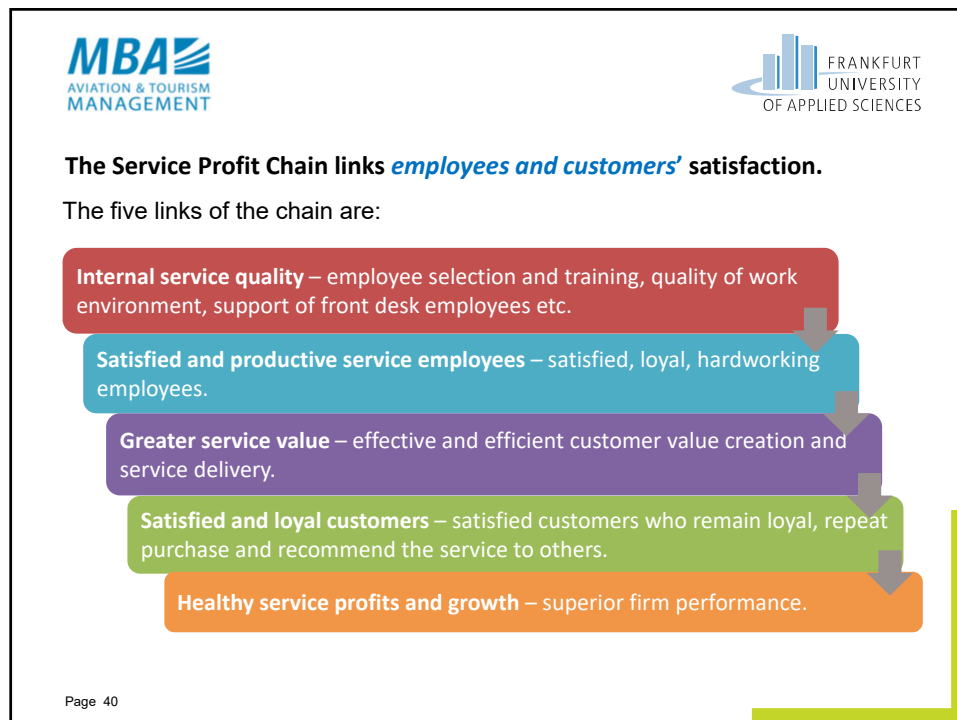 MBA
AVIATION & TOURISM
MANAGEMENT
FRANKFURT
UNIVERSITY
OF APPLIED SCIENCES
The Service Profit Chain links employees and customers’ satisfaction.
The five links of the chain are:
Internal service quality – employee selection and training, quality of work
environment, support of front desk employees etc.
Satisfied and productive service employees – satisfied, loyal, hardworking
employees.
Greater service value – effective and efficient customer value creation and
service delivery.
Satisfied and loyal customers – satisfied customers who remain loyal, repeat
purchase and recommend the service to others.
Healthy service profits and growth – superior firm performance.
Page 40